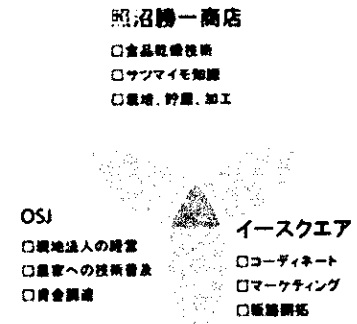 照沼勝一商店
□食品乾燥技術
□サツマイモ知識
□栽培、貯蔵、加工
OSJ
□現地法人の経営
□農家への技術普及
□資金調達
イースクエア
□コーディネート
□マーケティング
□販路開拓